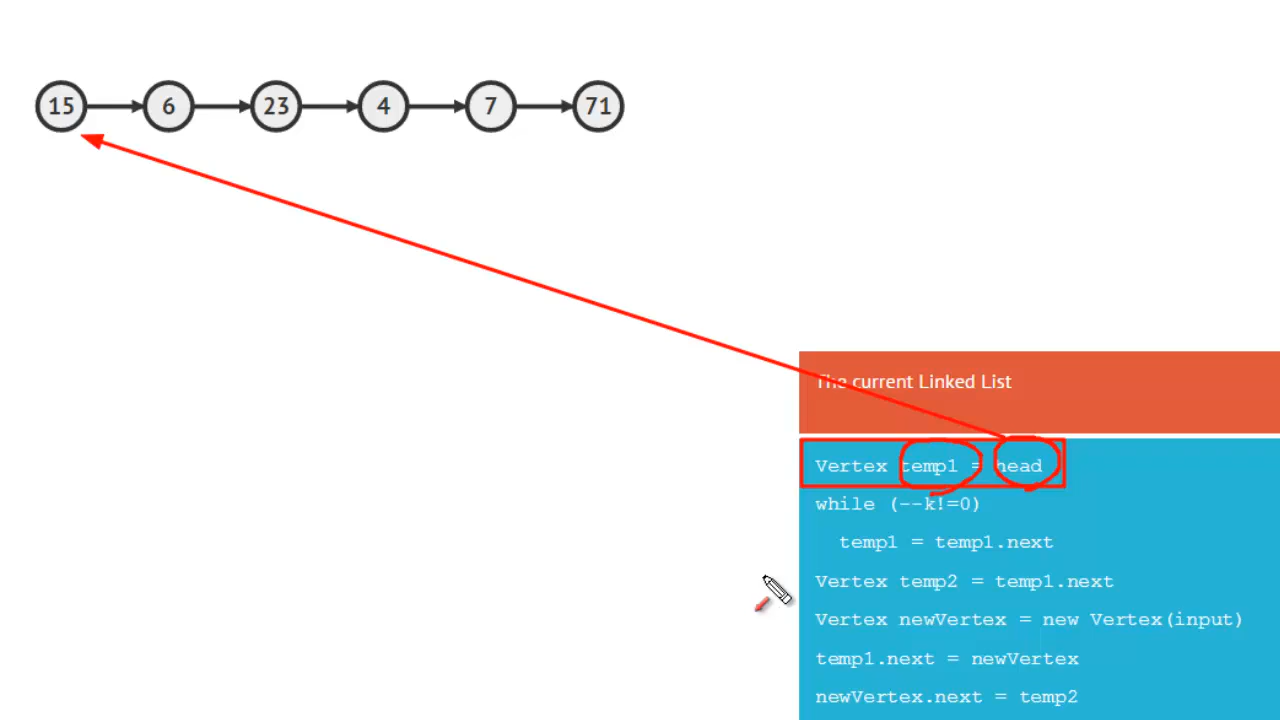 15 6 23 4 7 71
The current Linked List
Vertex temp1 = head
while (--k!=0)
temp1 = temp1.next
Vertex temp2 = temp1.next
Vertex newVertex = new Vertex(input)
temp1.next = newVertex
newVertex.next = temp2